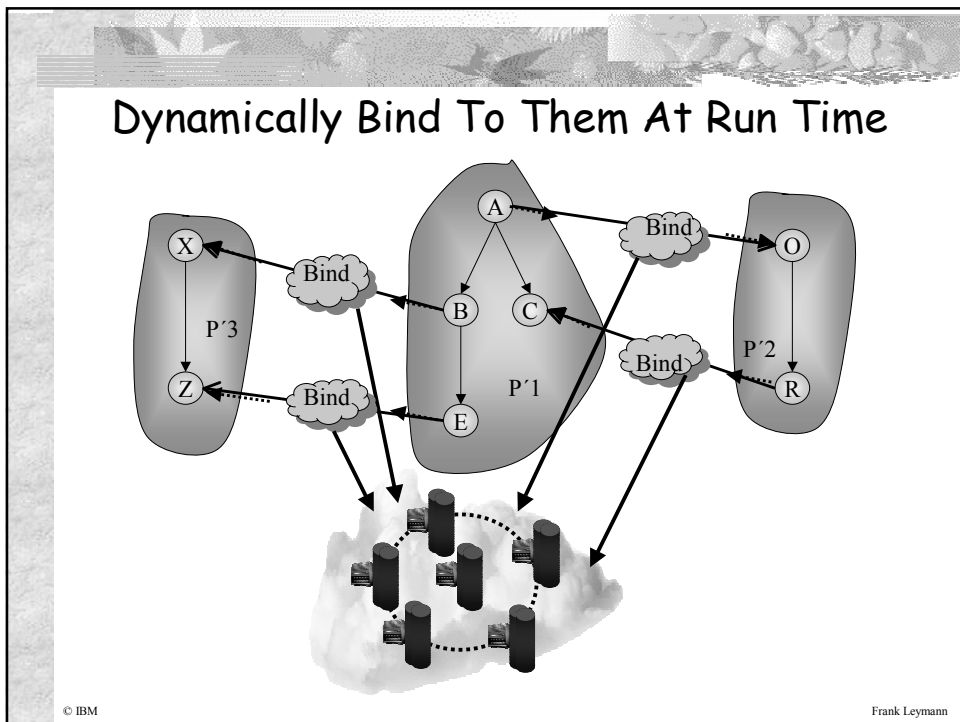 Dynamically Bind To Them At Run Time
A
Bind
X
O
Bind
B
C
P´3
Bind
P´2
Z
Bind
P´1
R
E
© IBM
Frank Leymann